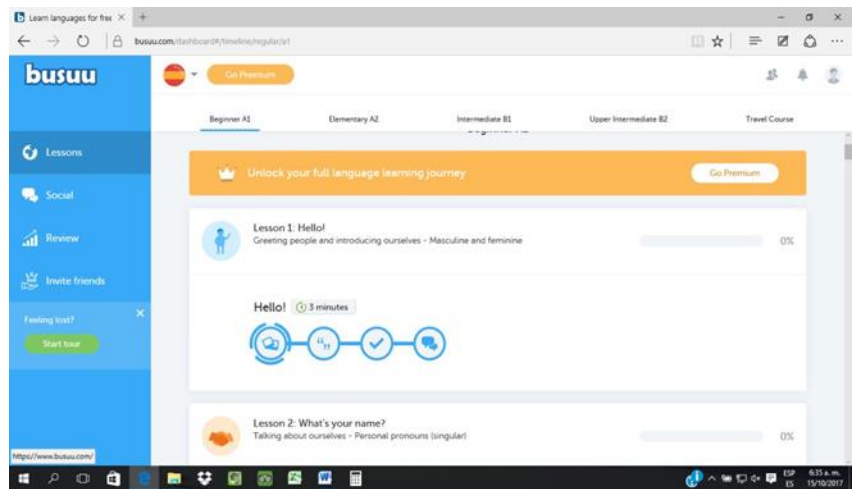 Learn languages for free
busuu.com/dashboard#/timeline/regular/a1
busuu
Go Premium
Beginner A1
Elementary A2
Intermediate B1
Upper Intermediate B2
Travel Course
Lessons
Social
Review
Invite friends
Feeling lost?
Start tour
Unlock your full language learning journey
Go Premium
Lesson 1: Hello!
Greeting people and introducing ourselves - Masculine and feminine
0%
Hello!
3 minutes
Lesson 2: What's your name?
Talking about ourselves - Personal pronouns (singular)
0%
https://www.busuu.com/
ESP
ES
6:35 a. m.
15/10/2017